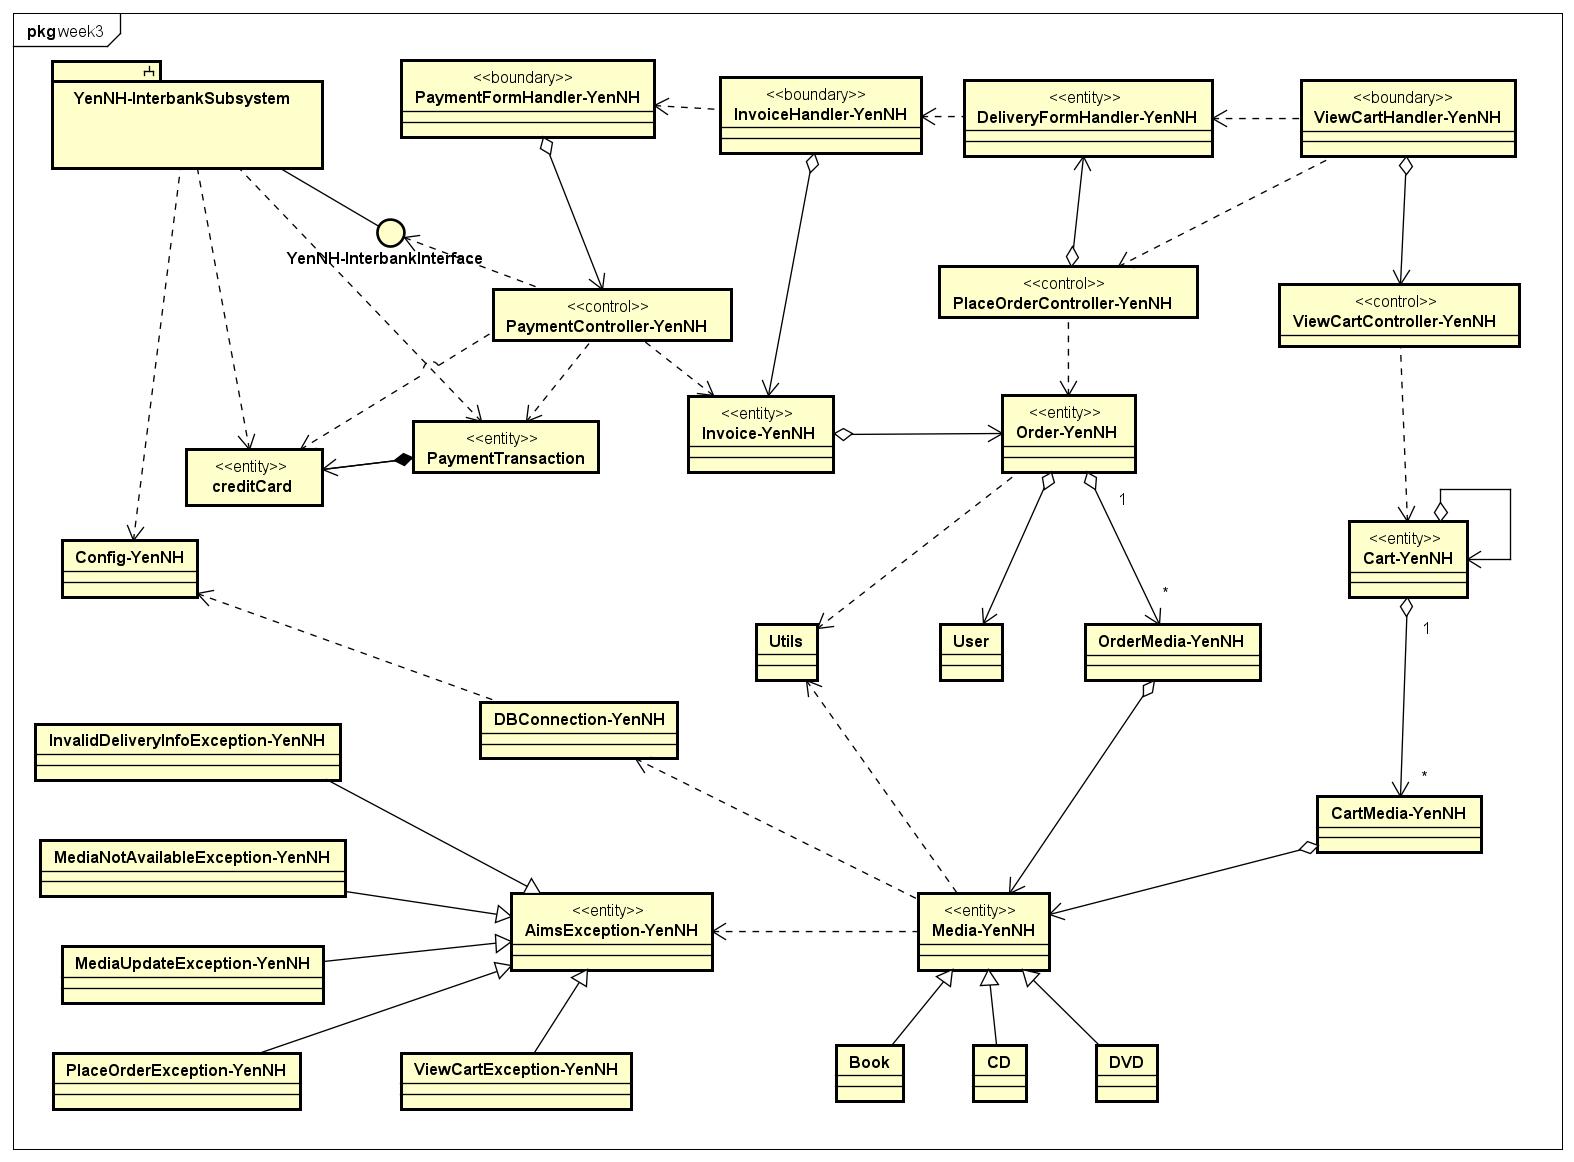 pkg week3
YenNH-InterbankSubsystem
<<boundary>>
PaymentFormHandler-YenNH
<<boundary>>
InvoiceHandler-YenNH
<<entity>>
DeliveryFormHandler-YenNH
<<boundary>>
ViewCartHandler-YenNH
YenNH-InterbankInterface
<<control>>
PaymentController-YenNH
<<control>>
PlaceOrderController-YenNH
<<control>>
ViewCartController-YenNH
<<entity>>
creditCard
<<entity>>
PaymentTransaction
<<entity>>
Invoice-YenNH
<<entity>>
Order-YenNH
1
*
<<entity>>
Cart-YenNH
1
*
Config-YenNH
Utils
User
OrderMedia-YenNH
DBConnection-YenNH
CartMedia-YenNH
InvalidDeliveryInfoException-YenNH
MediaNotAvailableException-YenNH
MediaUpdateException-YenNH
PlaceOrderException-YenNH
ViewCartException-YenNH
<<entity>>
AimsException-YenNH
<<entity>>
Media-YenNH
Book
CD
DVD